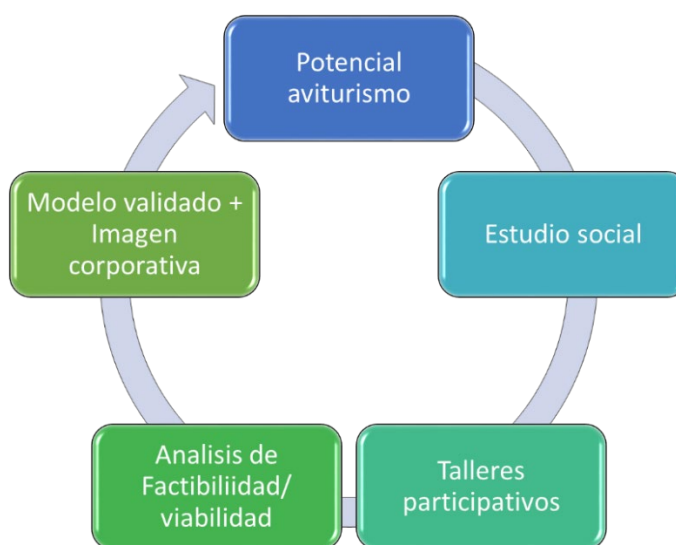 Potencial
aviturismo
Estudio social
Talleres
participativos
Analisis de
Factibiliidad/
viabilidad
Modelo validado +
Imagen
corporativa